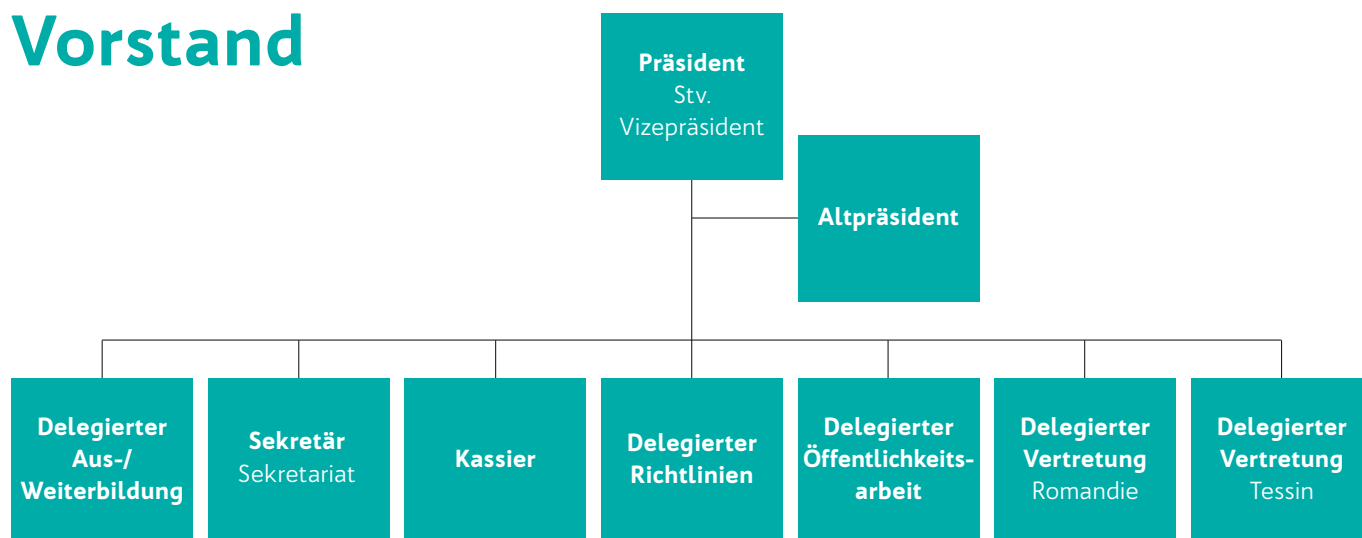 Vorstand
Präsident
Stv.
Vizepräsident
Altpräsident
Delegierter
Aus-/
Weiterbildung
Sekretär
Sekretariat
Kassier
Delegierter
Richtlinien
Delegierter
Öffentlichkeits-
arbeit
Delegierter
Vertretung
Romandie
Delegierter
Vertretung
Tessin